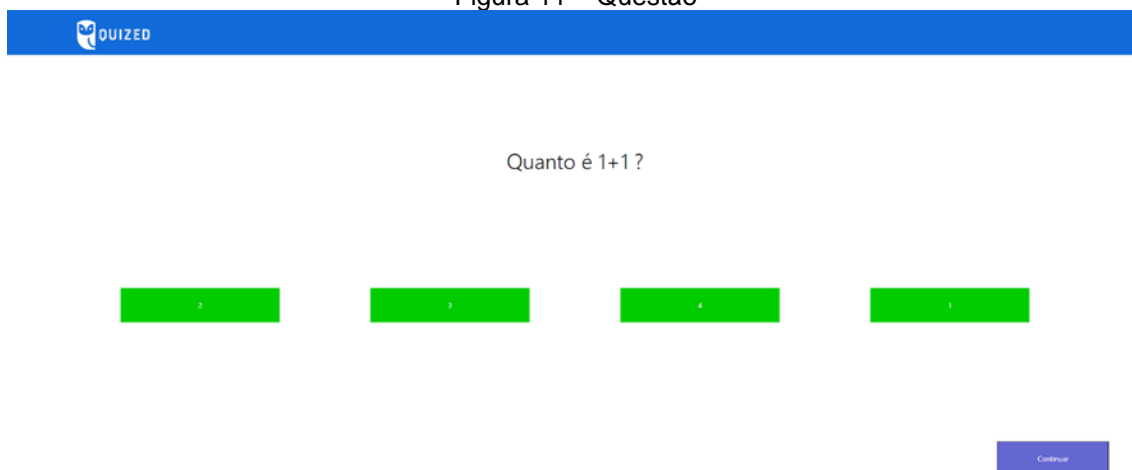 Figura 11 – Questão
QUIZED
Quanto é 1+1 ?
2 3 4 1
Continuar